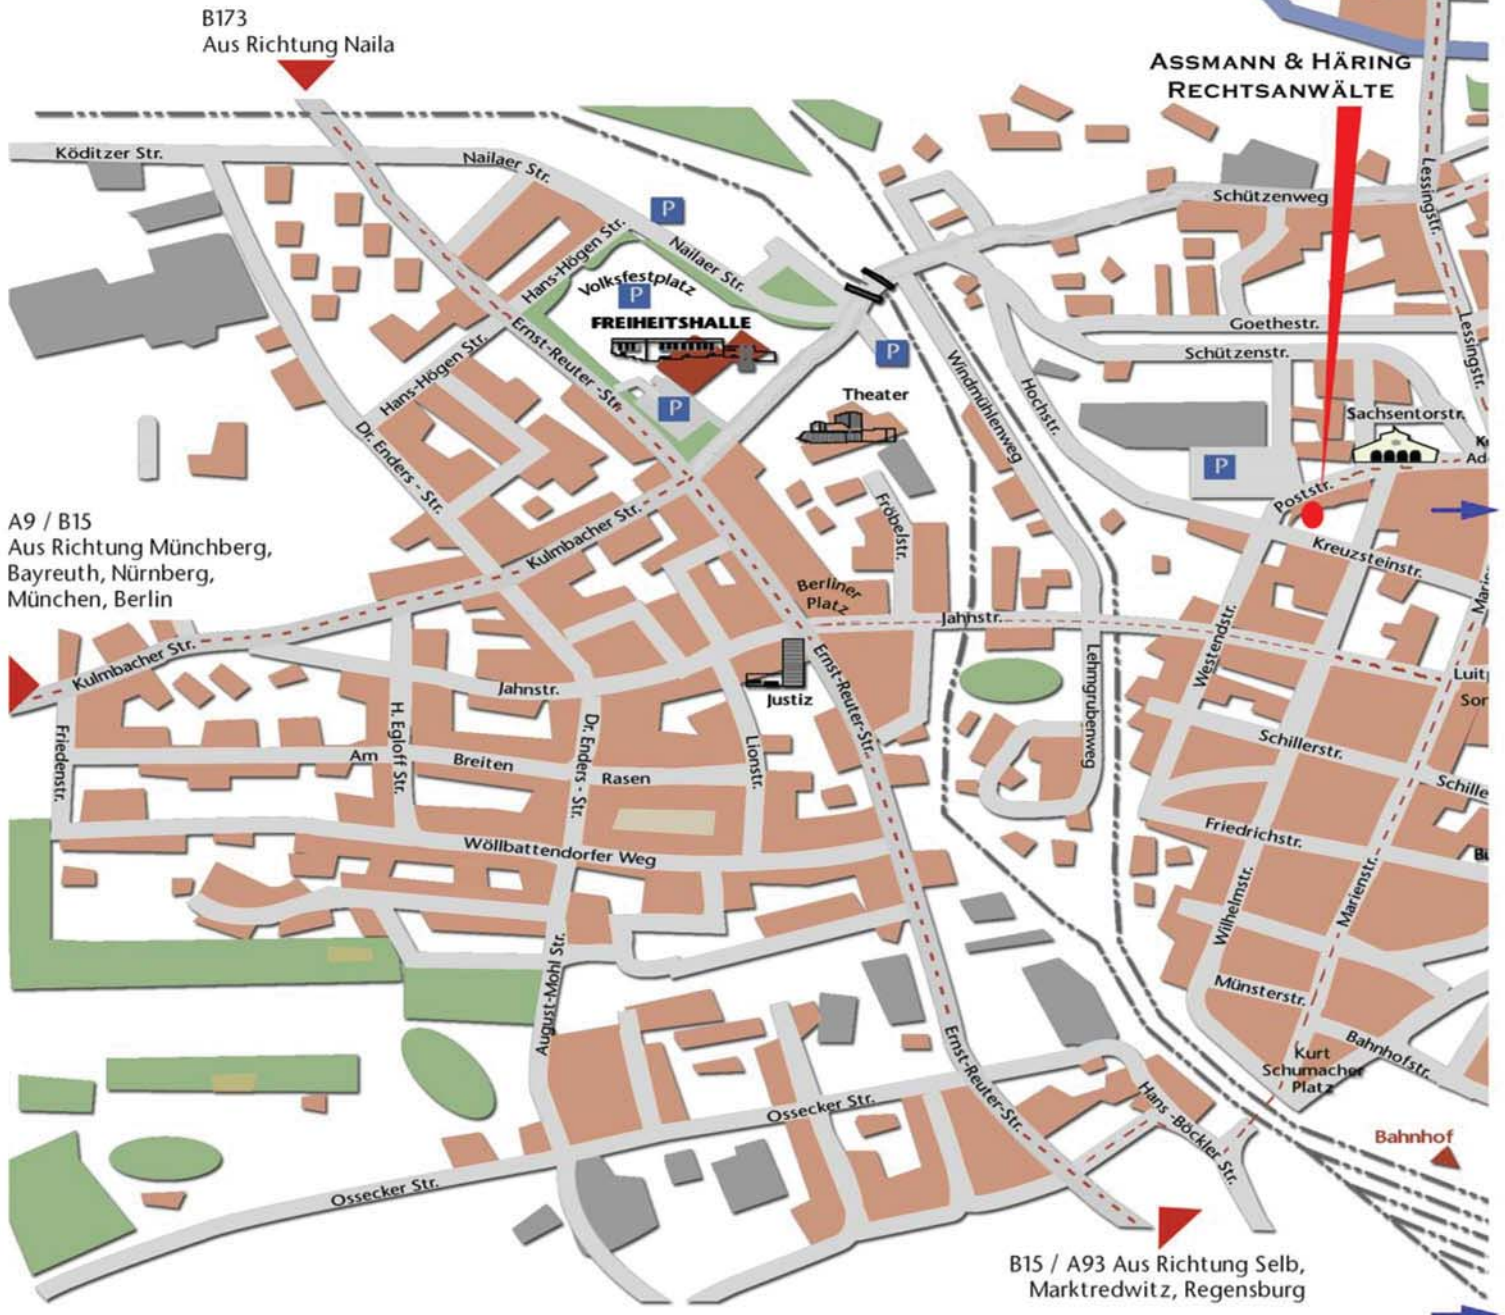 B173
Aus Richtung Naila
ASSMANN & HÄRING
RECHTSANWÄLTE
Köditzer Str.
Nailaer Str.
Schützenweg
Lessingstr.
P
Hans-Högen Str.
Nailaer Str.
Volksfestplatz
P
FREIHEITSHALLE
Ernst-Reuter -Str.
Hans-Högen Str.
P
P
Theater
Windmühlenweg
Hochstr.
Goethestr.
Schützenstr.
Lessingstr.
Sachsentorstr.
Dr. Enders - Str.
P
Poststr.
Kreuzsteinstr.
A9 / B15
Aus Richtung Münchberg,
Bayreuth, Nürnberg,
München, Berlin
Kulmbacher Str.
Fröbelstr.
Berliner
Platz
Jahnstr.
Westendstr.
Kulmbacher Str.
Jahnstr.
Justiz
Ernst-Reuter-Str.
Lehmgrubenweg
Friedenstr.
H. Egloff Str.
Dr. Enders - Str.
Lionstr.
Am Breiten Rasen
Schillerstr.
Schille
Wöllbattendorfer Weg
Friedrichstr.
Wilhelmstr.
Marienstr.
August-Mohl Str.
Münsterstr.
Bahnhofstr.
Kurt
Schumacher
Platz
Ernst-Reuter-Str.
Ossecker Str.
Hans -Böckler Str.
Bahnhof
Ossecker Str.
B15 / A93 Aus Richtung Selb,
Marktredwitz, Regensburg